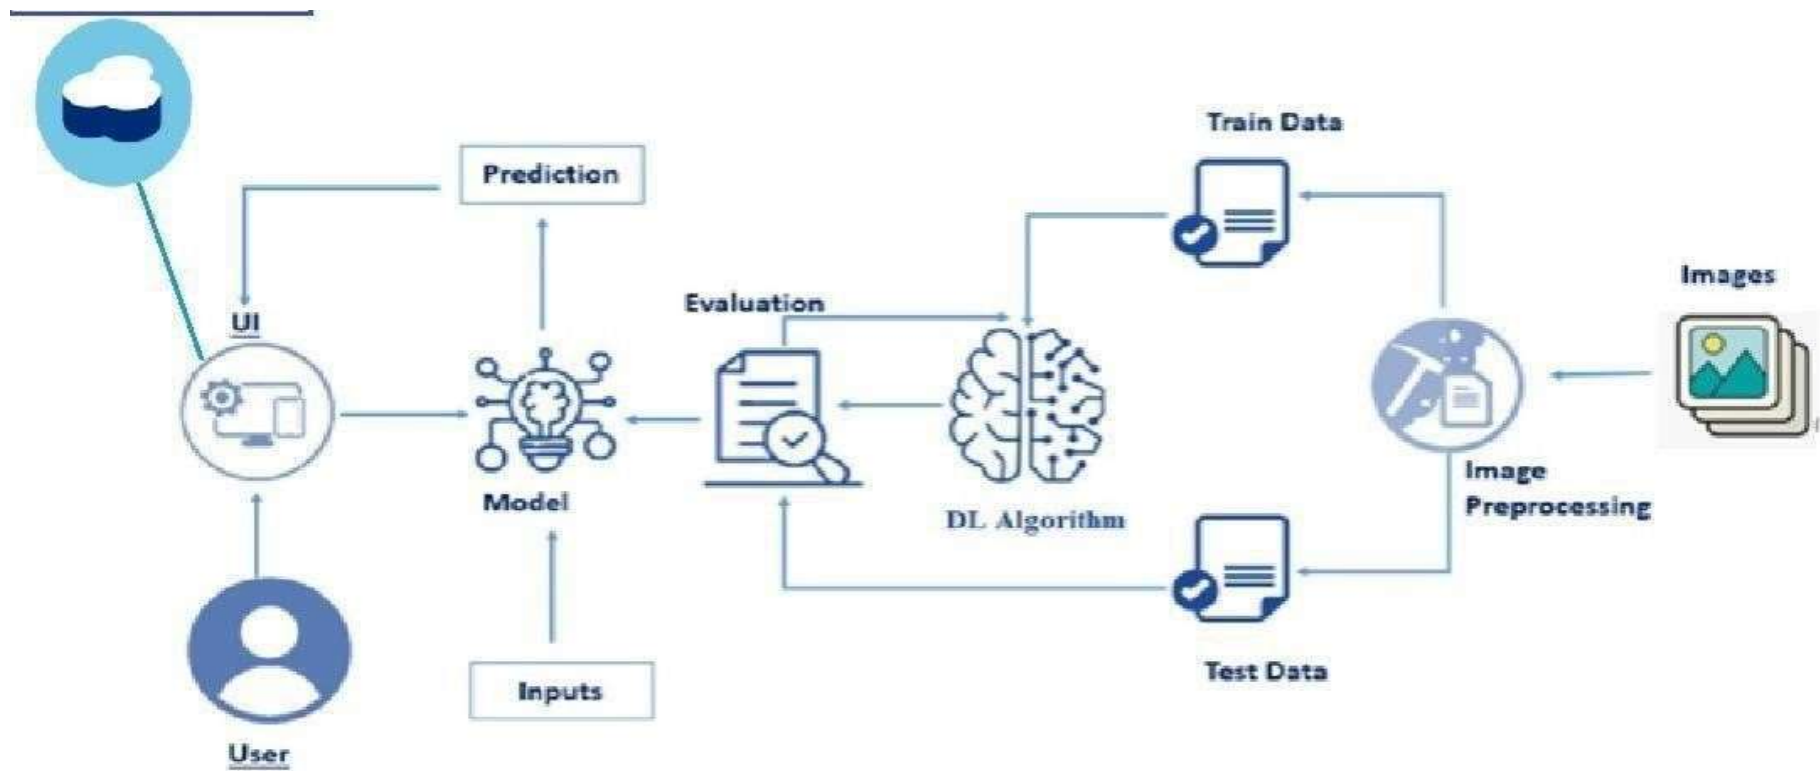 Train Data
Prediction
Images
Evaluation
UI
Image
Preprocessing
Model
DL Algorithm
Test Data
Inputs
User